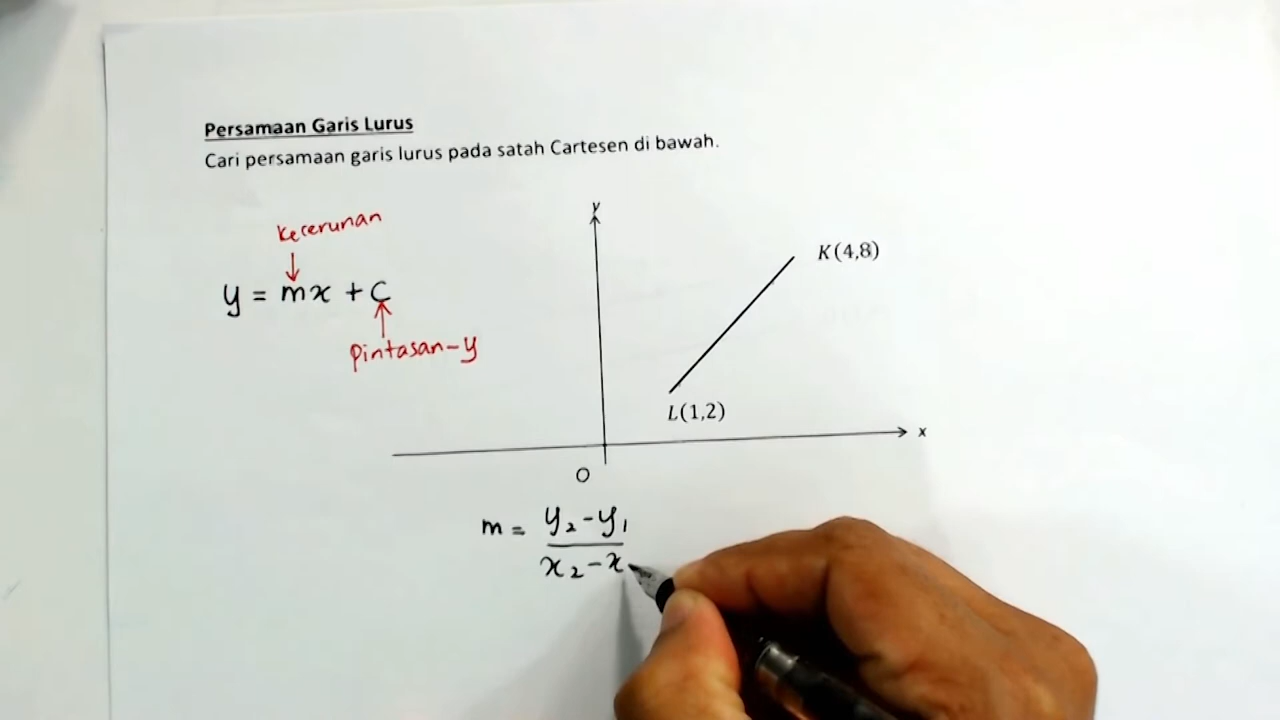 Persamaan Garis Lurus
Cari persamaan garis lurus pada satah Cartesen di bawah.
kecerunan
y = mx + c
pintasan-y
y
K(4,8)
L(1,2)
x
O
m = y₂-y₁
x₂-x